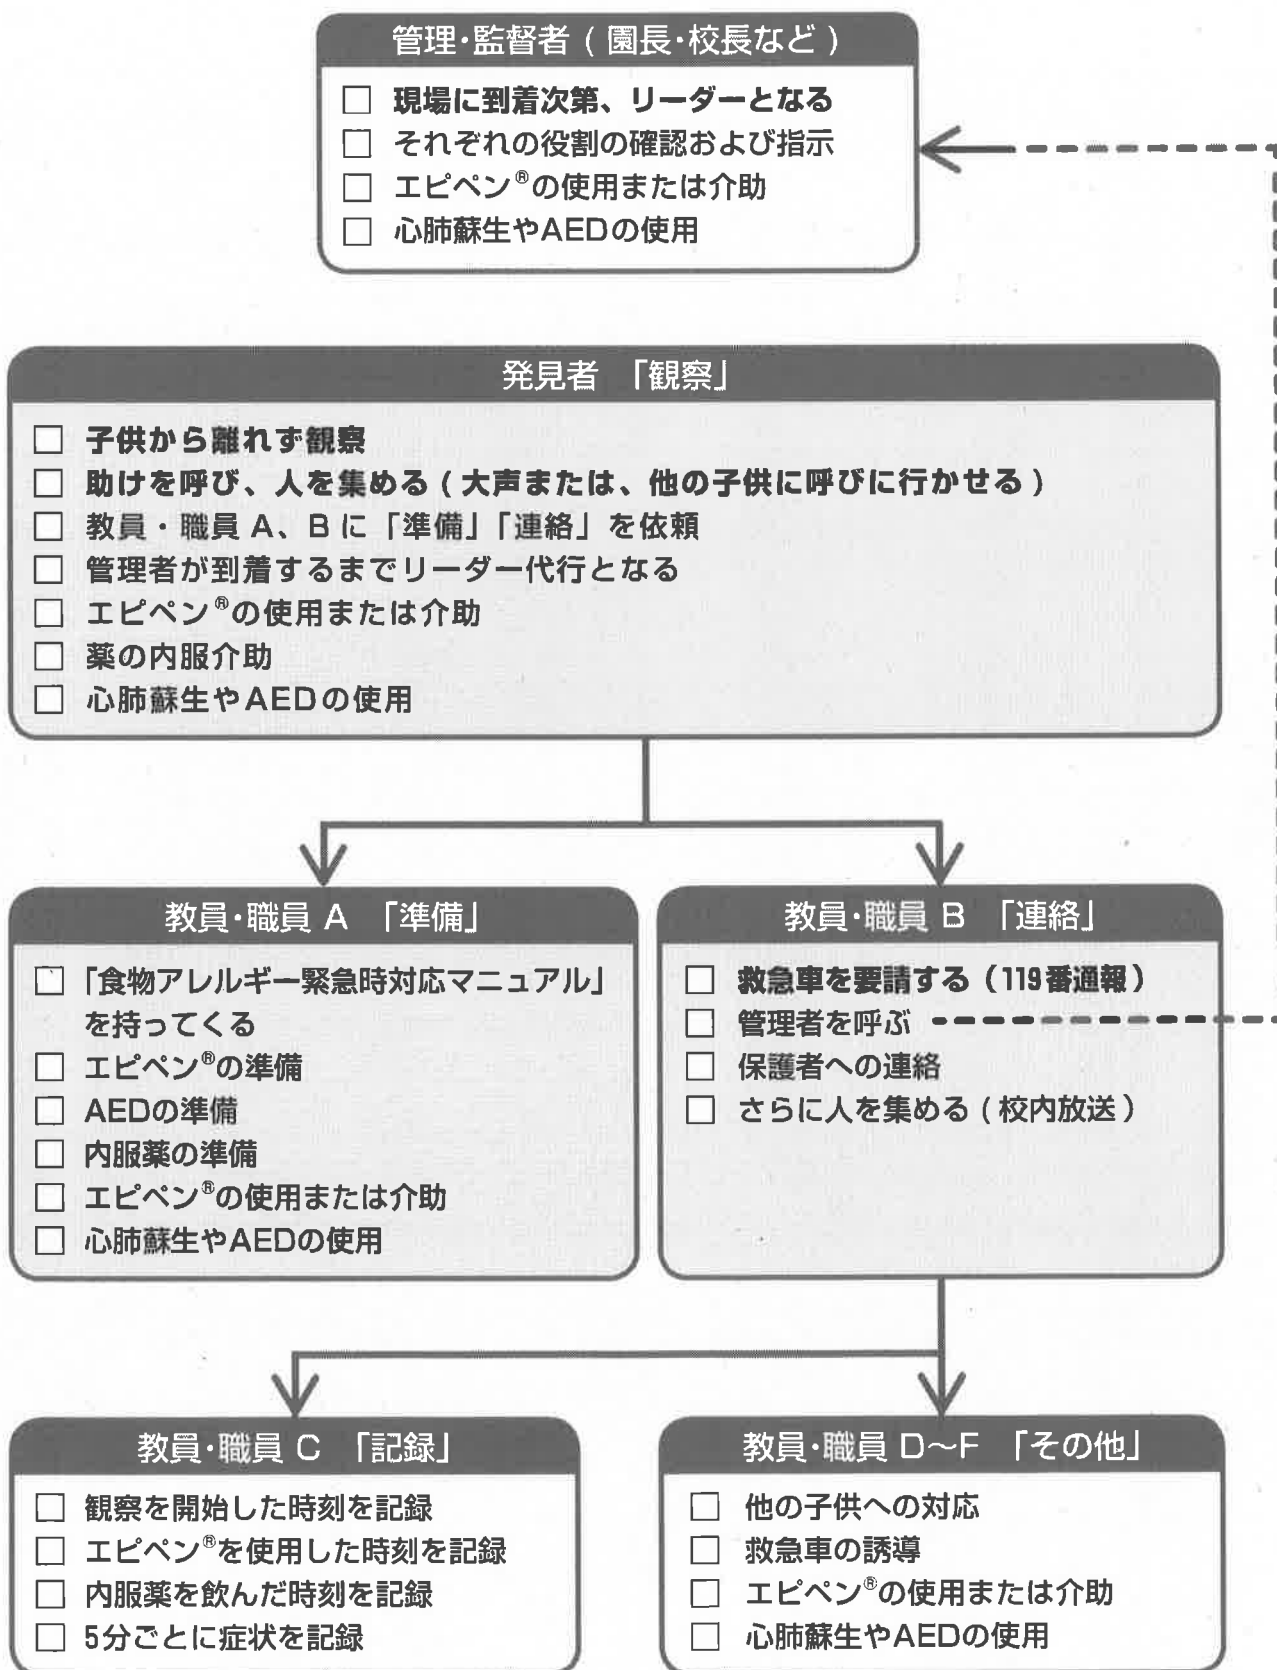 管理・監督者 ( 園長・校長など )
□ 現場に到着次第、リーダーとなる
□ それぞれの役割の確認および指示
□ エピペン®の使用または介助
□ 心肺蘇生やAEDの使用
発見者 「観察」
□ 子供から離れず観察
□ 助けを呼び、人を集める ( 大声または、他の子供に呼びに行かせる )
□ 教員・職員 A、B に「準備」「連絡」を依頼
□ 管理者が到着するまでリーダー代行となる
□ エピペン®の使用または介助
□ 薬の内服介助
□ 心肺蘇生やAEDの使用
教員・職員 A 「準備」
□ 「食物アレルギー緊急時対応マニュアル」
を持ってくる
□ エピペン®の準備
□ AEDの準備
□ 内服薬の準備
□ エピペン®の使用または介助
□ 心肺蘇生やAEDの使用
教員・職員 B 「連絡」
□ 救急車を要請する（119番通報）
□ 管理者を呼ぶ
□ 保護者への連絡
□ さらに人を集める ( 校内放送 )
教員・職員 C 「記録」
□ 観察を開始した時刻を記録
□ エピペン®を使用した時刻を記録
□ 内服薬を飲んだ時刻を記録
□ 5分ごとに症状を記録
教員・職員 D〜F 「その他」
□ 他の子供への対応
□ 救急車の誘導
□ エピペン®の使用または介助
□ 心肺蘇生やAEDの使用